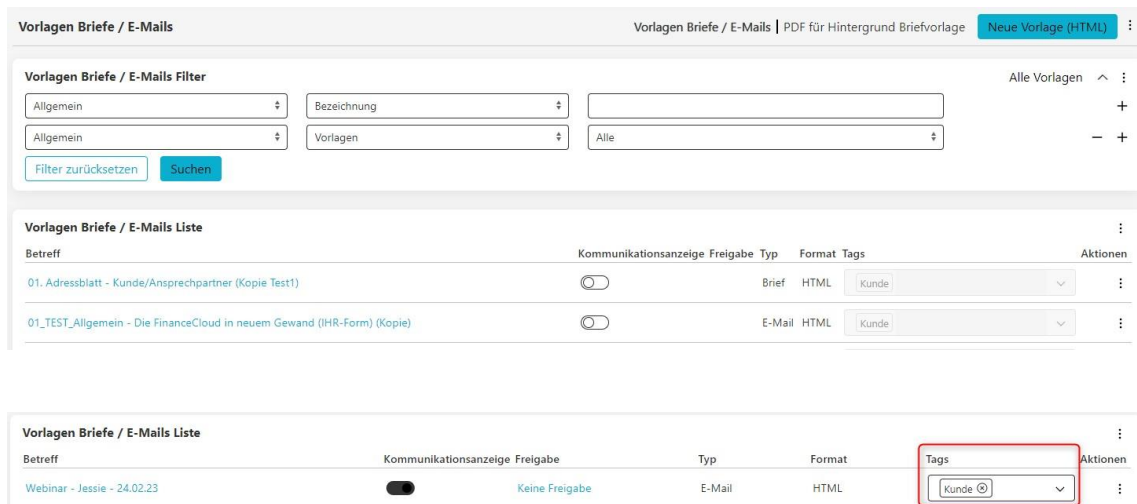 Vorlagen Briefe / E-Mails Vorlagen Briefe / E-Mails | PDF für Hintergrund Briefvorlage Neue Vorlage (HTML)
Vorlagen Briefe / E-Mails Filter Alle Vorlagen
Allgemein Bezeichnung
Allgemein Vorlagen Alle
Filter zurücksetzen Suchen
Vorlagen Briefe / E-Mails Liste
Betreff Kommunikationsanzeige Freigabe Typ Format Tags Aktionen
01. Adressblatt - Kunde/Ansprechpartner (Kopie Test1) Brief HTML Kunde
01_TEST_Allgemein - Die FinanceCloud in neuem Gewand (IHR-Form) (Kopie) E-Mail HTML Kunde
Vorlagen Briefe / E-Mails Liste
Betreff Kommunikationsanzeige Freigabe Typ Format Tags Aktionen
Webinar - Jessie - 24.02.23 Keine Freigabe E-Mail HTML Kunde